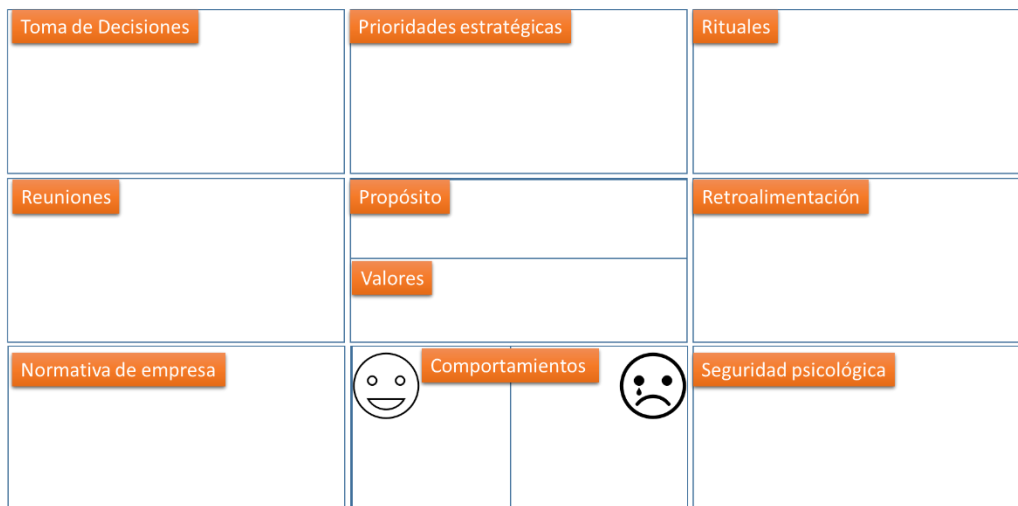 Toma de Decisiones
Prioridades estratégicas
Rituales
Reuniones
Propósito
Retroalimentación
Valores
Normativa de empresa
Comportamientos
Seguridad psicológica